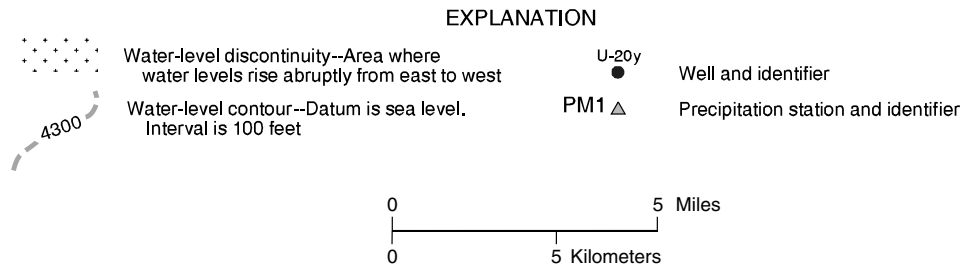 EXPLANATION
Water-level discontinuity--Area where
water levels rise abruptly from east to west
4300
Water-level contour--Datum is sea level.
Interval is 100 feet
U-20y
Well and identifier
PM1
Precipitation station and identifier
0 5 Miles
0 5 Kilometers